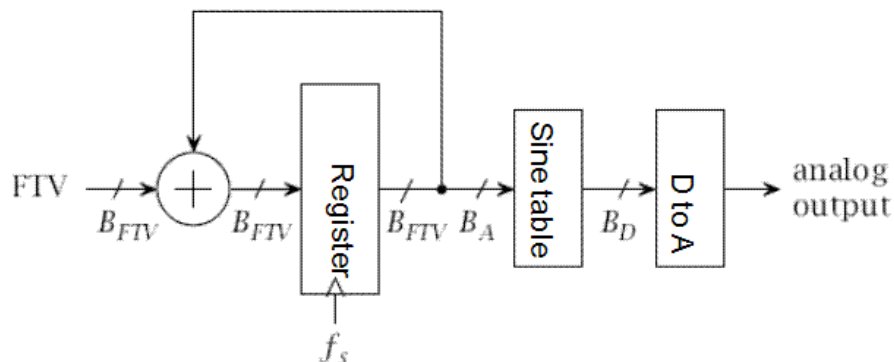 FTV
B_FTV
B_FTV
Register
f_s
B_FTV
B_A
Sine table
B_D
D to A
analog
output